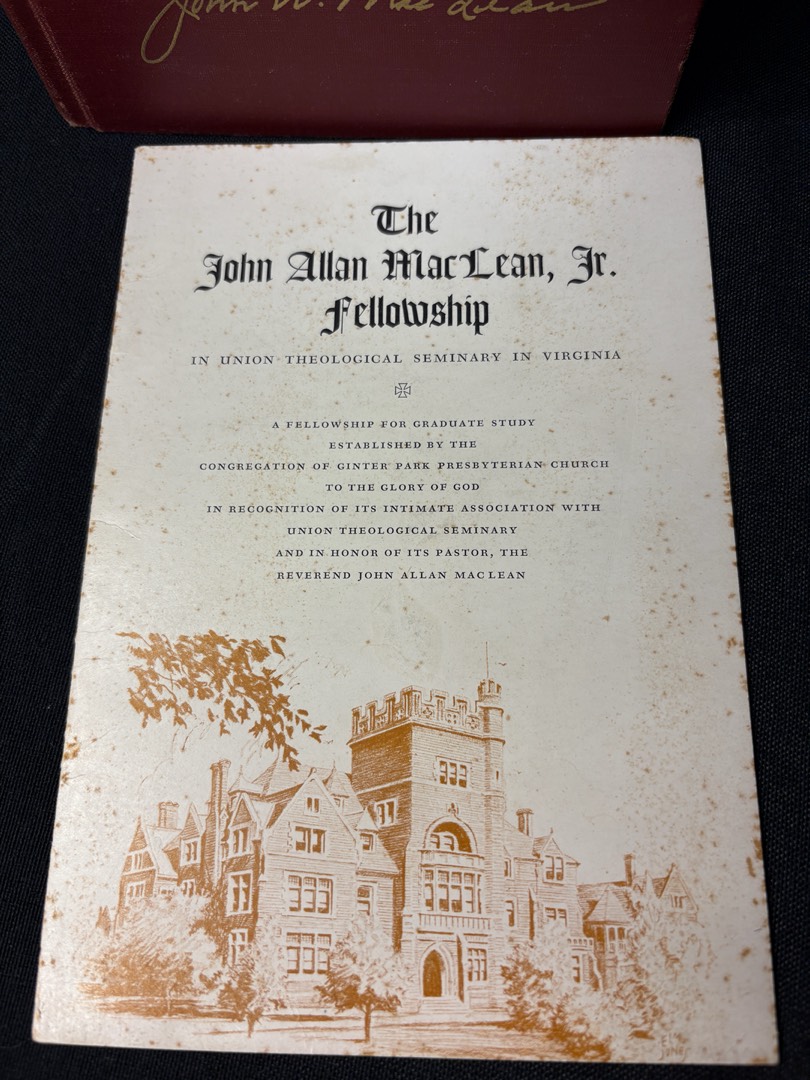 John A. MacLean
The
John Allan MacLean, Jr.
Fellowship
IN UNION THEOLOGICAL SEMINARY IN VIRGINIA
A FELLOWSHIP FOR GRADUATE STUDY
ESTABLISHED BY THE
CONGREGATION OF GINTER PARK PRESBYTERIAN CHURCH
TO THE GLORY OF GOD
IN RECOGNITION OF ITS INTIMATE ASSOCIATION WITH
UNION THEOLOGICAL SEMINARY
AND IN HONOR OF ITS PASTOR, THE
REVEREND JOHN ALLAN MACLEAN